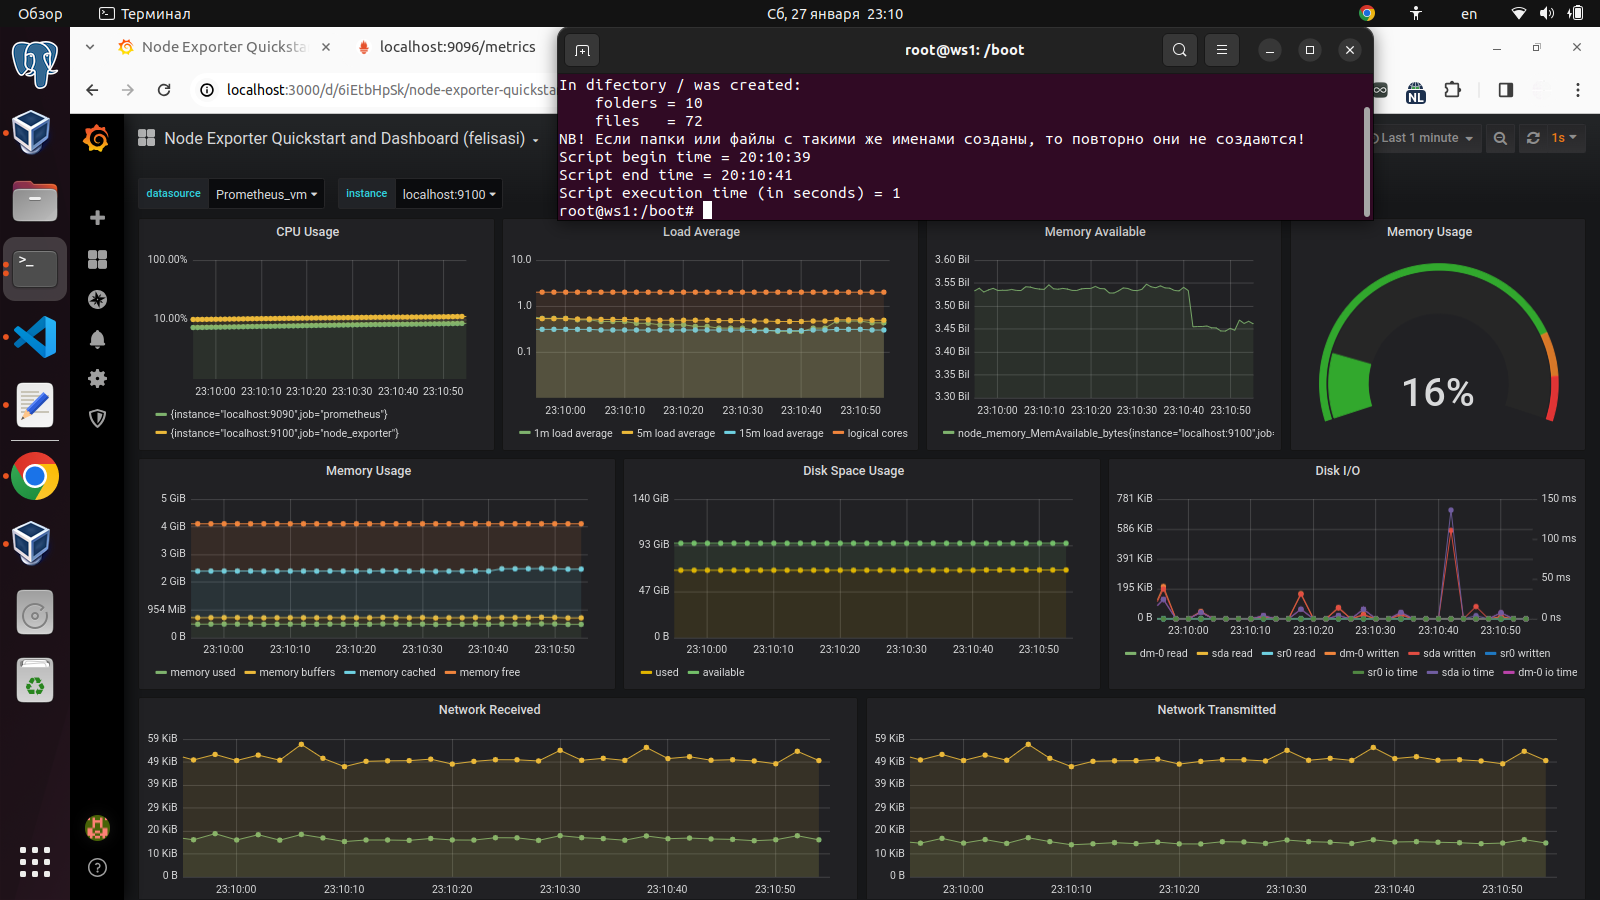 Обзор Терминал Сб, 27 января 23:10 en
Node Exporter Quicksta localhost:9096/metrics
root@ws1: /boot
localhost:3000/d/6iEtbHpSk/node-exporter-quicksta
NL
In difectory / was created:
folders = 10
files = 72
NB! Если папки или файлы с такими же именами созданы, то повторно они не создаются!
Script begin time = 20:10:39
Script end time = 20:10:41
Script execution time (in seconds) = 1
root@ws1:/boot#
Node Exporter Quickstart and Dashboard (felisasi)
Last 1 minute 1s
datasource Prometheus_vm instance localhost:9100
CPU Usage
100.00%
10.00%
23:10:00 23:10:10 23:10:20 23:10:30 23:10:40 23:10:50
{instance="localhost:9090",job="prometheus"}
{instance="localhost:9100",job="node_exporter"}
Load Average
10.0
1.0
0.1
23:10:00 23:10:10 23:10:20 23:10:30 23:10:40 23:10:50
1m load average 5m load average 15m load average logical cores
Memory Available
3.60 Bil
3.55 Bil
3.50 Bil
3.45 Bil
3.40 Bil
3.35 Bil
3.30 Bil
23:10:00 23:10:10 23:10:20 23:10:30 23:10:40 23:10:50
node_memory_MemAvailable_bytes{instance="localhost:9100",job=
Memory Usage
16%
Memory Usage
5 GiB
4 GiB
3 GiB
2 GiB
954 MiB
0 B
23:10:00 23:10:10 23:10:20 23:10:30 23:10:40 23:10:50
memory used memory buffers memory cached memory free
Disk Space Usage
140 GiB
93 GiB
47 GiB
0 B
23:10:00 23:10:10 23:10:20 23:10:30 23:10:40 23:10:50
used available
Disk I/O
781 KiB 150 ms
586 KiB 100 ms
391 KiB
195 KiB 50 ms
0 B 0 ns
23:10:00 23:10:10 23:10:20 23:10:30 23:10:40 23:10:50
dm-0 read sda read sr0 read dm-0 written sda written sr0 written
sr0 io time sda io time dm-0 io time
Network Received
59 KiB
49 KiB
39 KiB
29 KiB
20 KiB
10 KiB
0 B
23:10:00 23:10:10 23:10:20 23:10:30 23:10:40 23:10:50
Network Transmitted
59 KiB
49 KiB
39 KiB
29 KiB
20 KiB
10 KiB
0 B
23:10:00 23:10:10 23:10:20 23:10:30 23:10:40 23:10:50